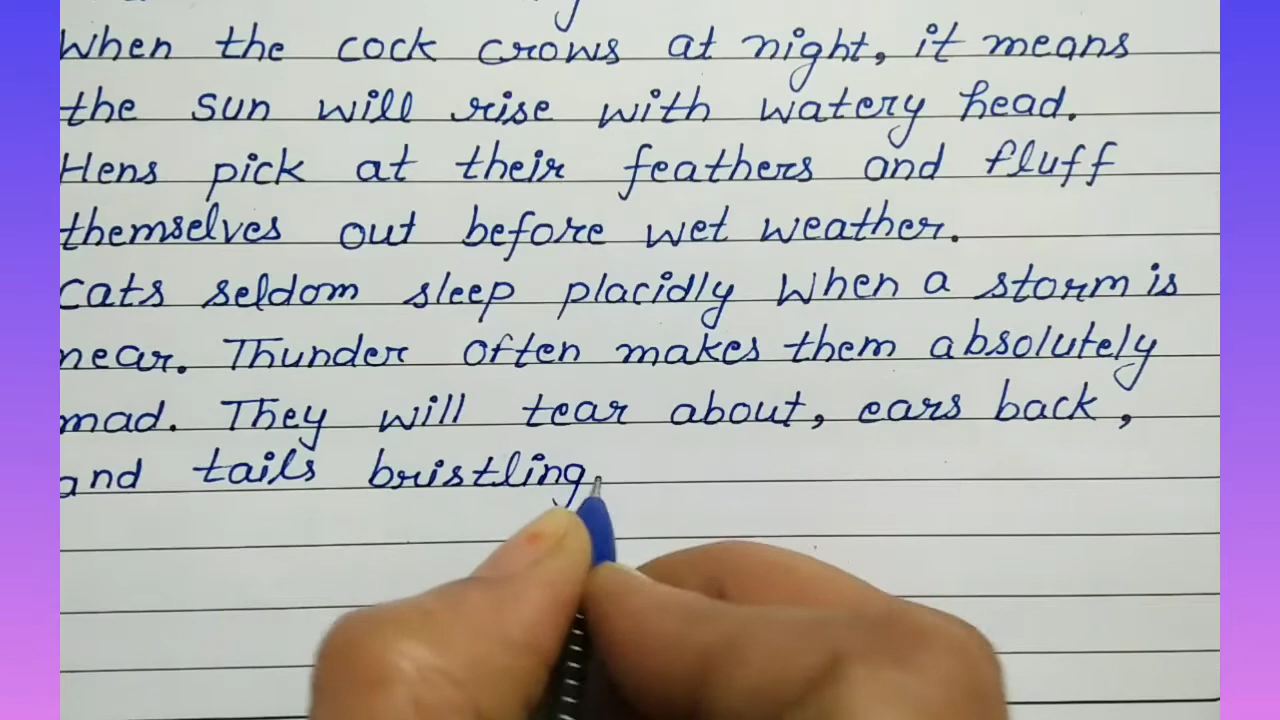 When the cock crows at night, it means
the sun will rise with watery head.
Hens pick at their feathers and fluff
themselves out before wet weather.
Cats seldom sleep placidly when a storm is
near. Thunder often makes them absolutely
mad. They will tear about, ears back,
and tails bristling.